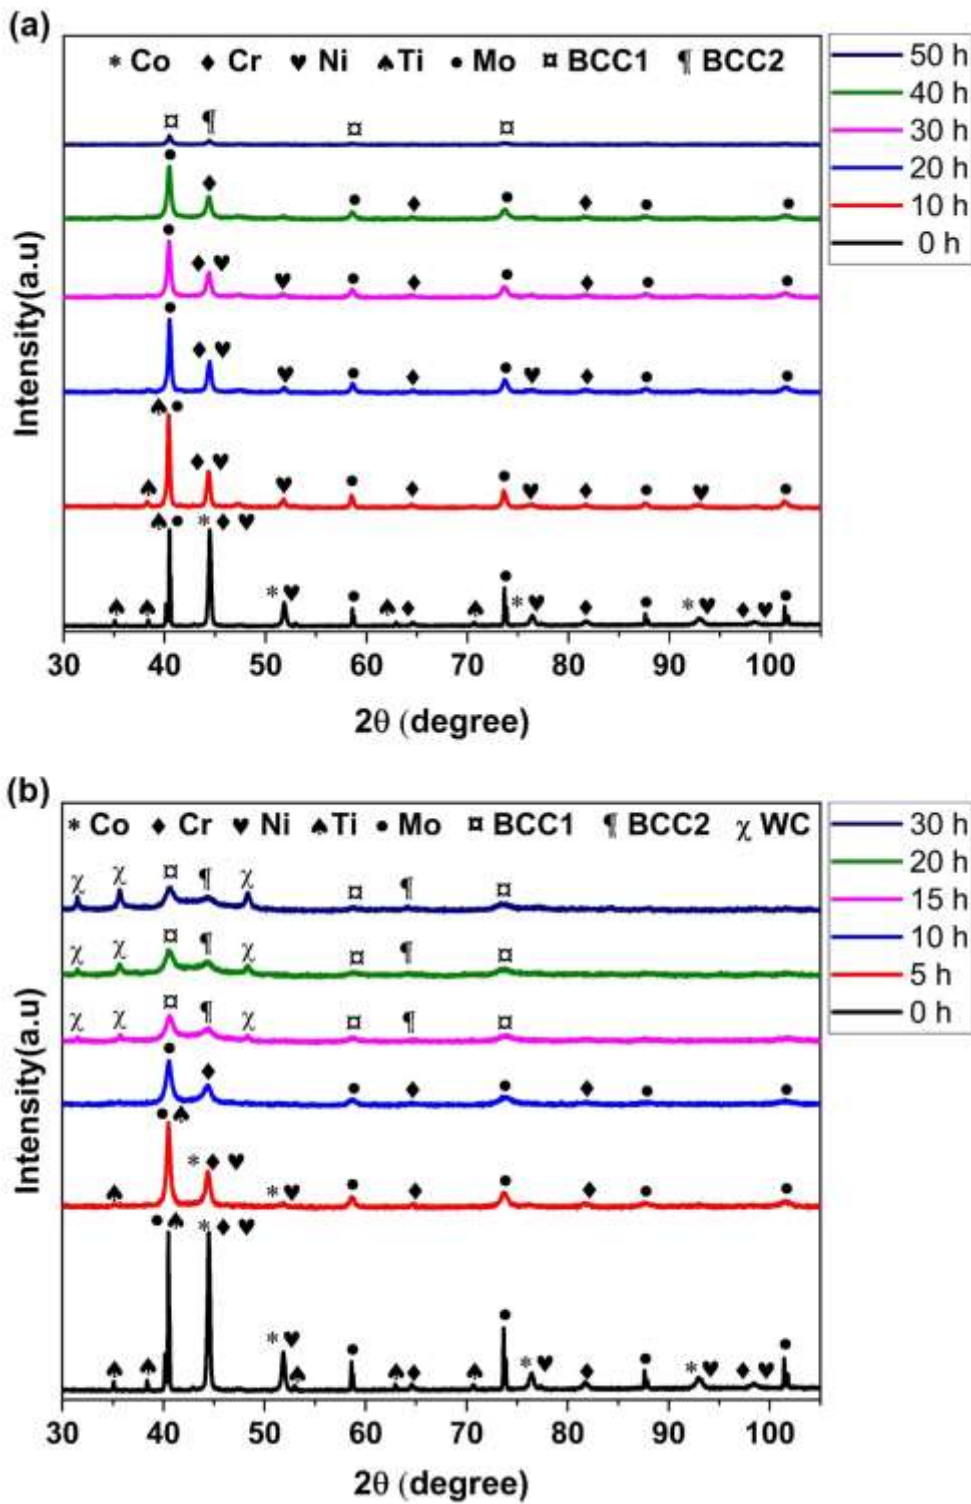 (a)
* Co ♦ Cr ♥ Ni ♠ Ti • Mo ¤ BCC1 ¶ BCC2
50 h
40 h
30 h
20 h
10 h
0 h
¤ ¶ ¤ ¤
• ♦ • ♦ • ♦ • •
• ♦ ♥ ♥ • ♦ • ♦ • •
• ♦ ♥ ♥ • ♦ • ♥ ♦ • •
♠ ♠ • ♦ ♥ ♥ • ♦ • ♥ ♦ • ♥ •
♠ ♠ ♠ • * ♦ ♥ * ♥ • ♠ ♦ ♠ • * ♥ ♦ • * ♥ ♦ ♥ •
Intensity(a.u)
30 40 50 60 70 80 90 100
2θ (degree)
(b)
* Co ♦ Cr ♥ Ni ♠ Ti • Mo ¤ BCC1 ¶ BCC2 χ WC
30 h
20 h
15 h
10 h
5 h
0 h
χ χ ¤ ¶ χ ¤ ¶ ¤
χ χ ¤ ¶ χ ¤ ¶ ¤
χ χ ¤ ¶ χ ¤ ¶ ¤
• ♦ • ♦ • ♦ • •
♠ • ♠ * ♦ ♥ * ♥ • ♦ • ♦ • •
♠ ♠ • ♠ * ♦ ♥ * ♥ ♠ • ♠ ♦ ♠ • * ♥ ♦ • * ♥ ♦ ♥ •
Intensity(a.u)
30 40 50 60 70 80 90 100
2θ (degree)